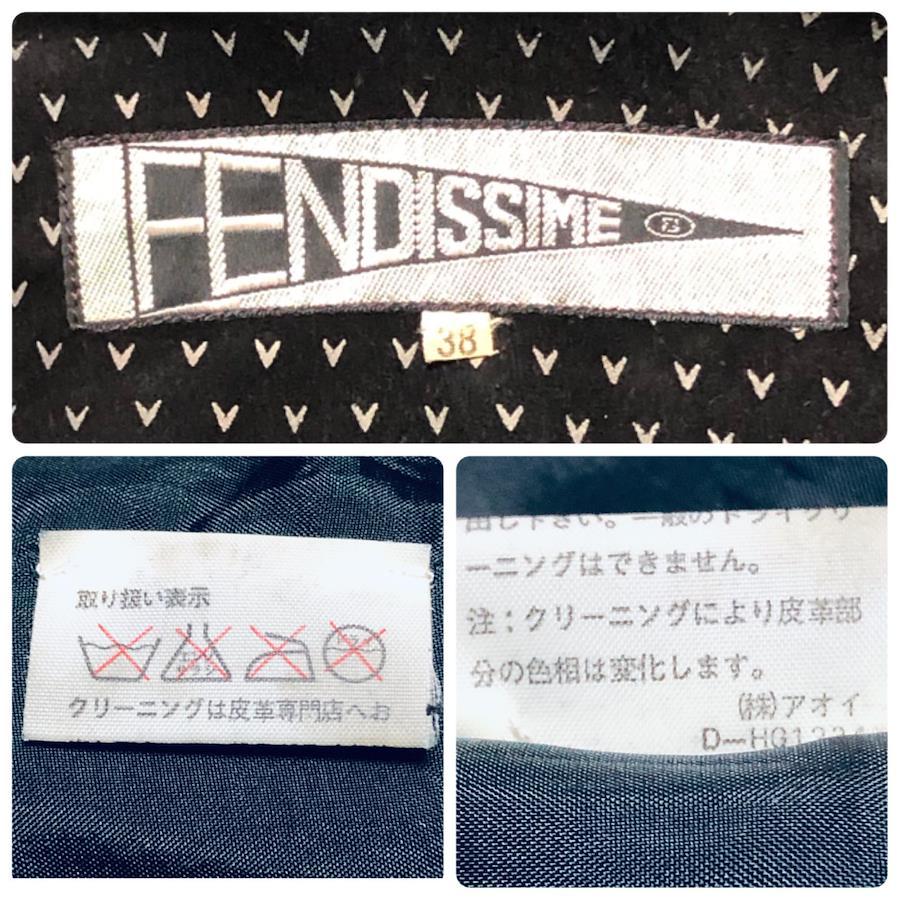 FENDISSIME
38
取り扱い表示
クリーニングは皮革専門店へお
出し下さい。一般のドライクリ
ーニングはできません。
注：クリーニングにより皮革部
分の色相は変化します。
(株)アオイ